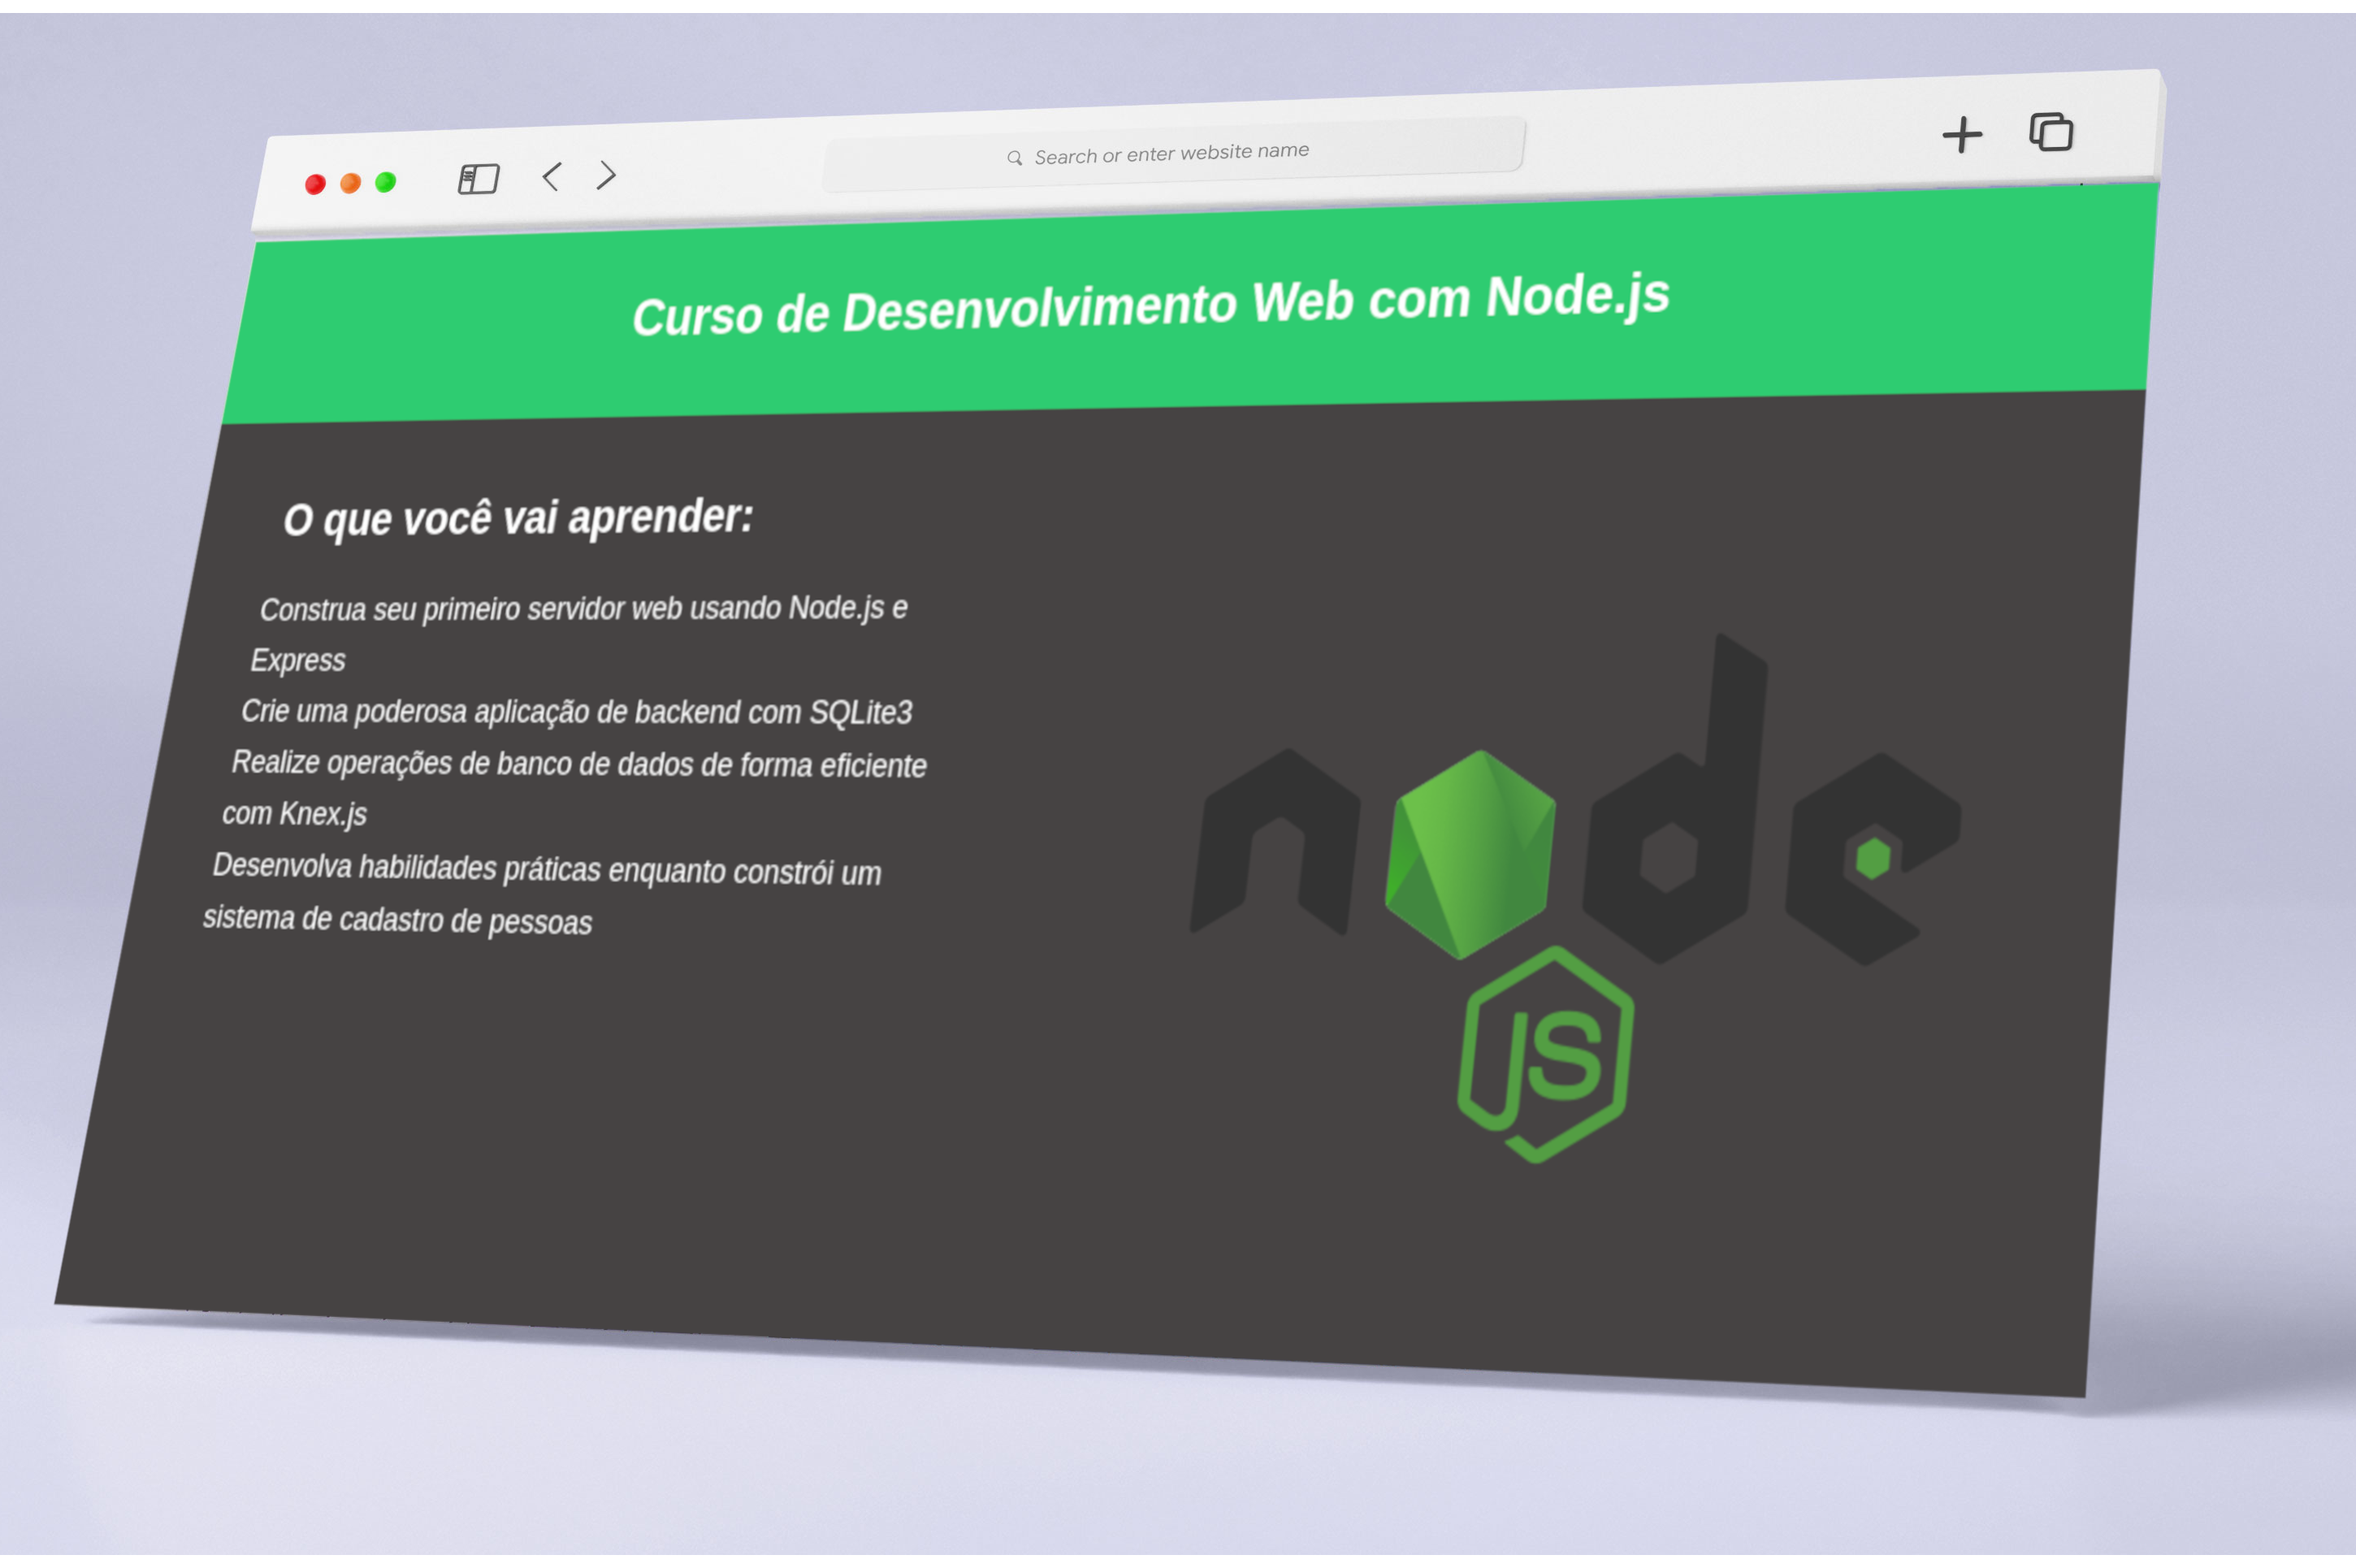 Search or enter website name
Curso de Desenvolvimento Web com Node.js
O que você vai aprender:
Construa seu primeiro servidor web usando Node.js e
Express
Crie uma poderosa aplicação de backend com SQLite3
Realize operações de banco de dados de forma eficiente
com Knex.js
Desenvolva habilidades práticas enquanto constrói um
sistema de cadastro de pessoas
node
JS